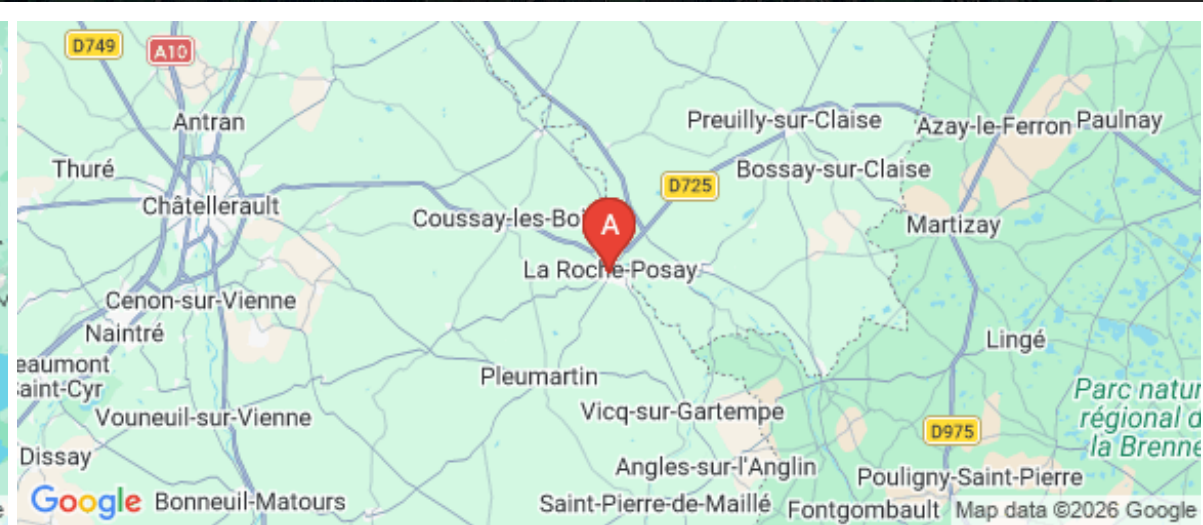 D749
A10
Antran
Preuilly-sur-Claise
Azay-le-Ferron
Paulnay
Thuré
Bossay-sur-Claise
D725
Châtellerault
Coussay-les-Bo
A
Martizay
La Roche-Posay
Cenon-sur-Vienne
Naintré
Lingé
eaumont
Saint-Cyr
Pleumartin
Parc natur
régional d
la Brenne
Vouneuil-sur-Vienne
Vicq-sur-Gartempe
D975
Dissay
Angles-sur-l'Anglin
Pouligny-Saint-Pierre
Google
Bonneuil-Matours
Saint-Pierre-de-Maillé
Fontgombault
Map data ©2026 Google